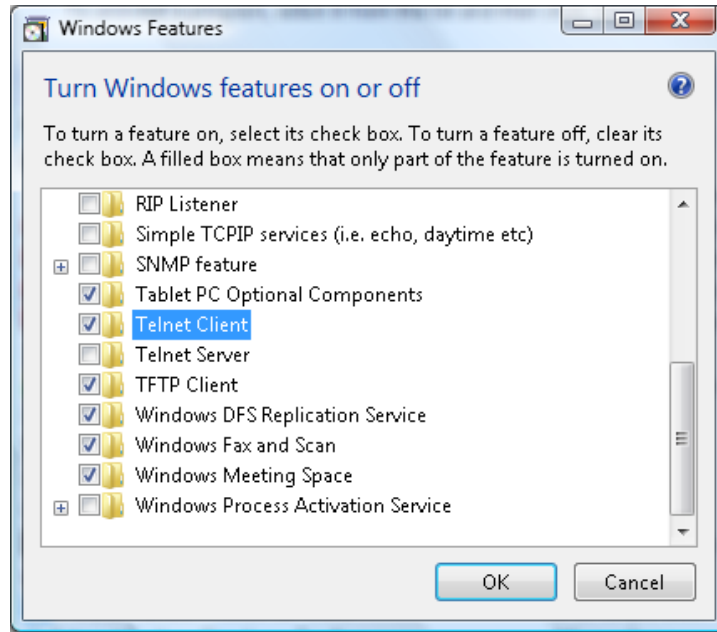 Windows Features
Turn Windows features on or off
To turn a feature on, select its check box. To turn a feature off, clear its
check box. A filled box means that only part of the feature is turned on.
RIP Listener
Simple TCPIP services (i.e. echo, daytime etc)
SNMP feature
Tablet PC Optional Components
Telnet Client
Telnet Server
TFTP Client
Windows DFS Replication Service
Windows Fax and Scan
Windows Meeting Space
Windows Process Activation Service
OK Cancel